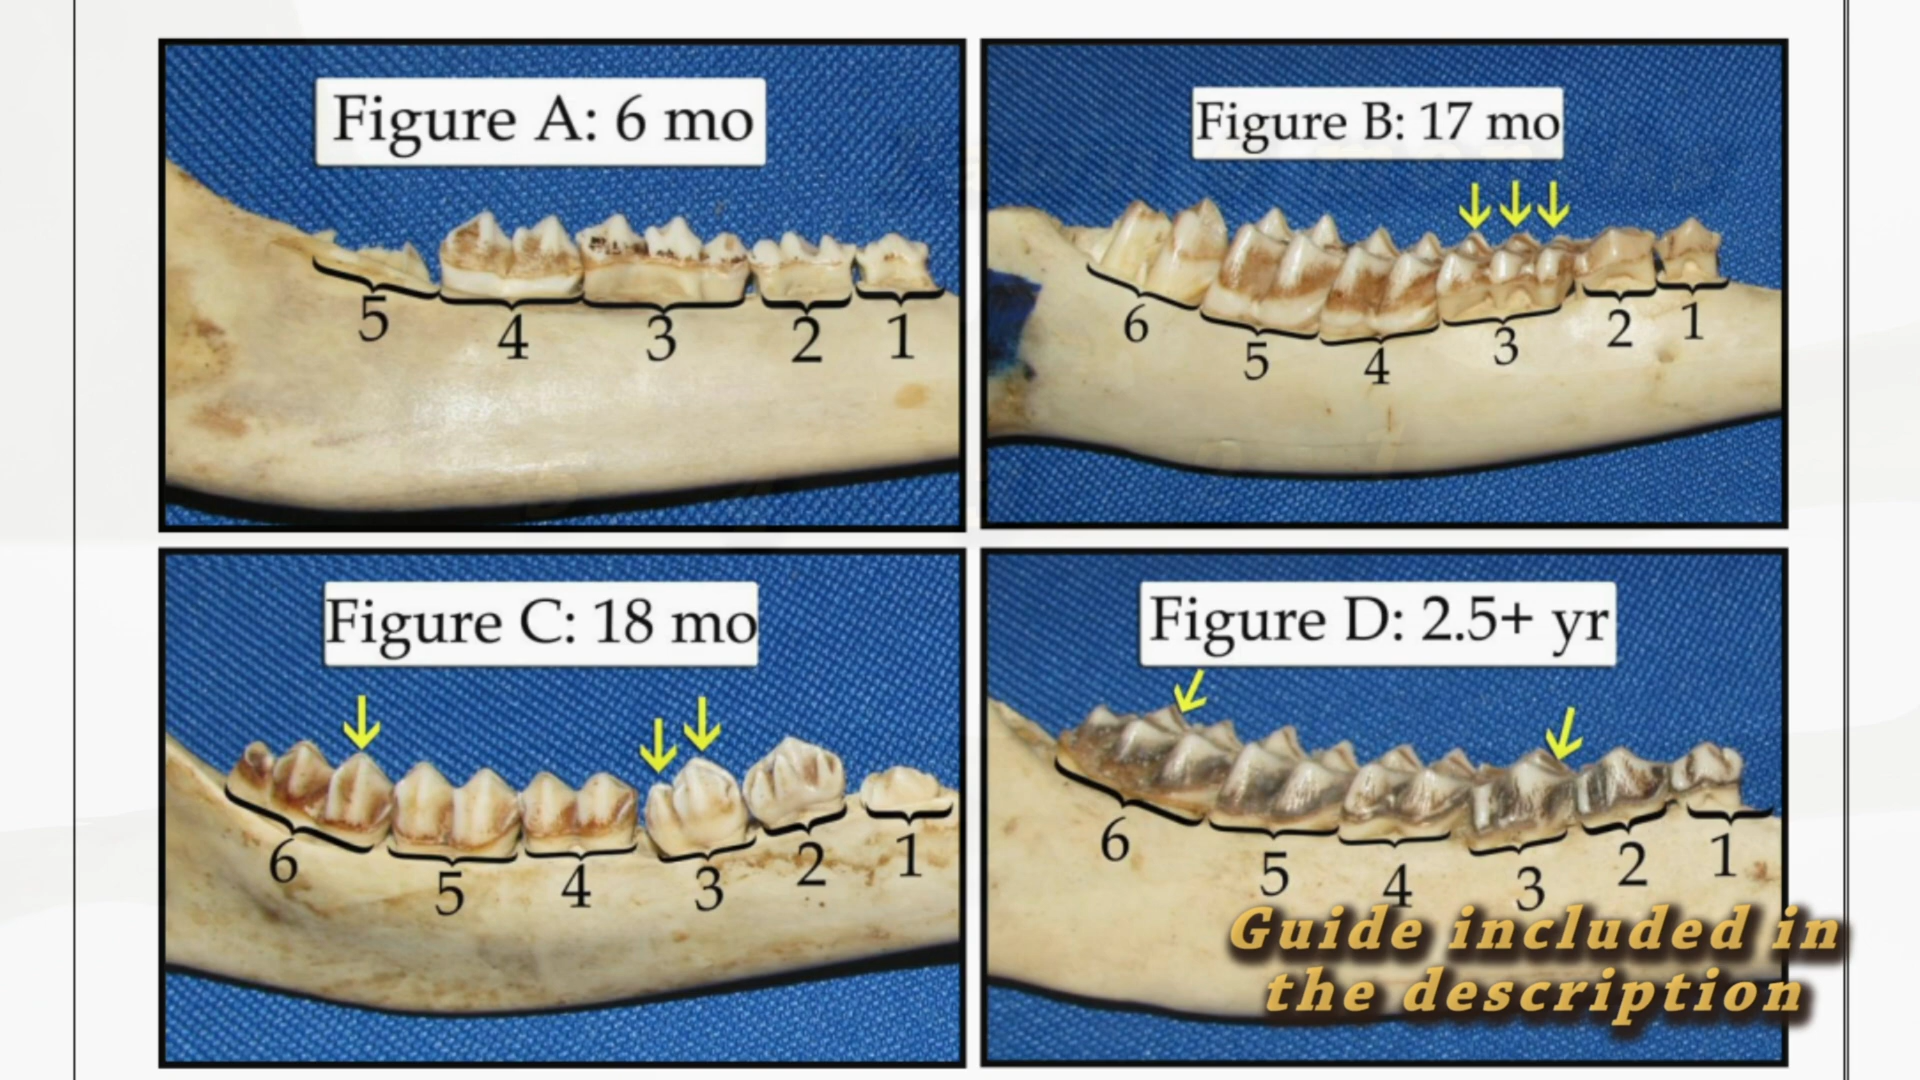 Figure A: 6 mo
5 4 3 2 1
Figure B: 17 mo
6 5 4 3 2 1
Figure C: 18 mo
6 5 4 3 2 1
Figure D: 2.5+ yr
6 5 4 3 2 1
Guide included in
the description